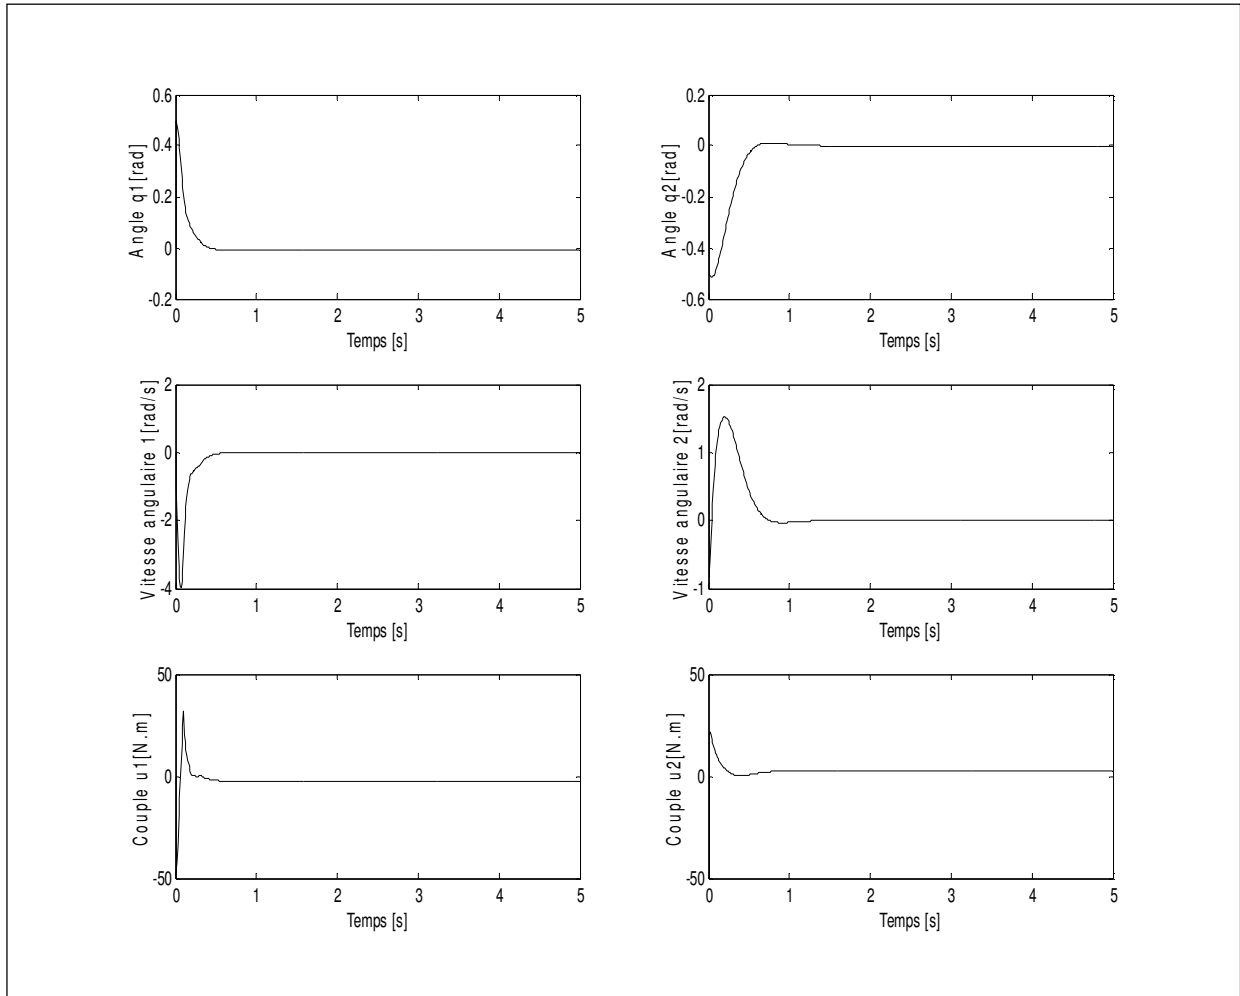 0.6
0.4
0.2
0
-0.2
Angle q1[rad]
0 1 2 3 4 5
Temps [s]
0.2
0
-0.2
-0.4
-0.6
Angle q2[rad]
0 1 2 3 4 5
Temps [s]
2
0
-2
-4
Vitesse angulaire 1[rad/s]
0 1 2 3 4 5
Temps [s]
2
1
0
-1
Vitesse angulaire 2[rad/s]
0 1 2 3 4 5
Temps [s]
50
0
-50
Couple u1[N.m]
0 1 2 3 4 5
Temps [s]
50
0
-50
Couple u2[N.m]
0 1 2 3 4 5
Temps [s]